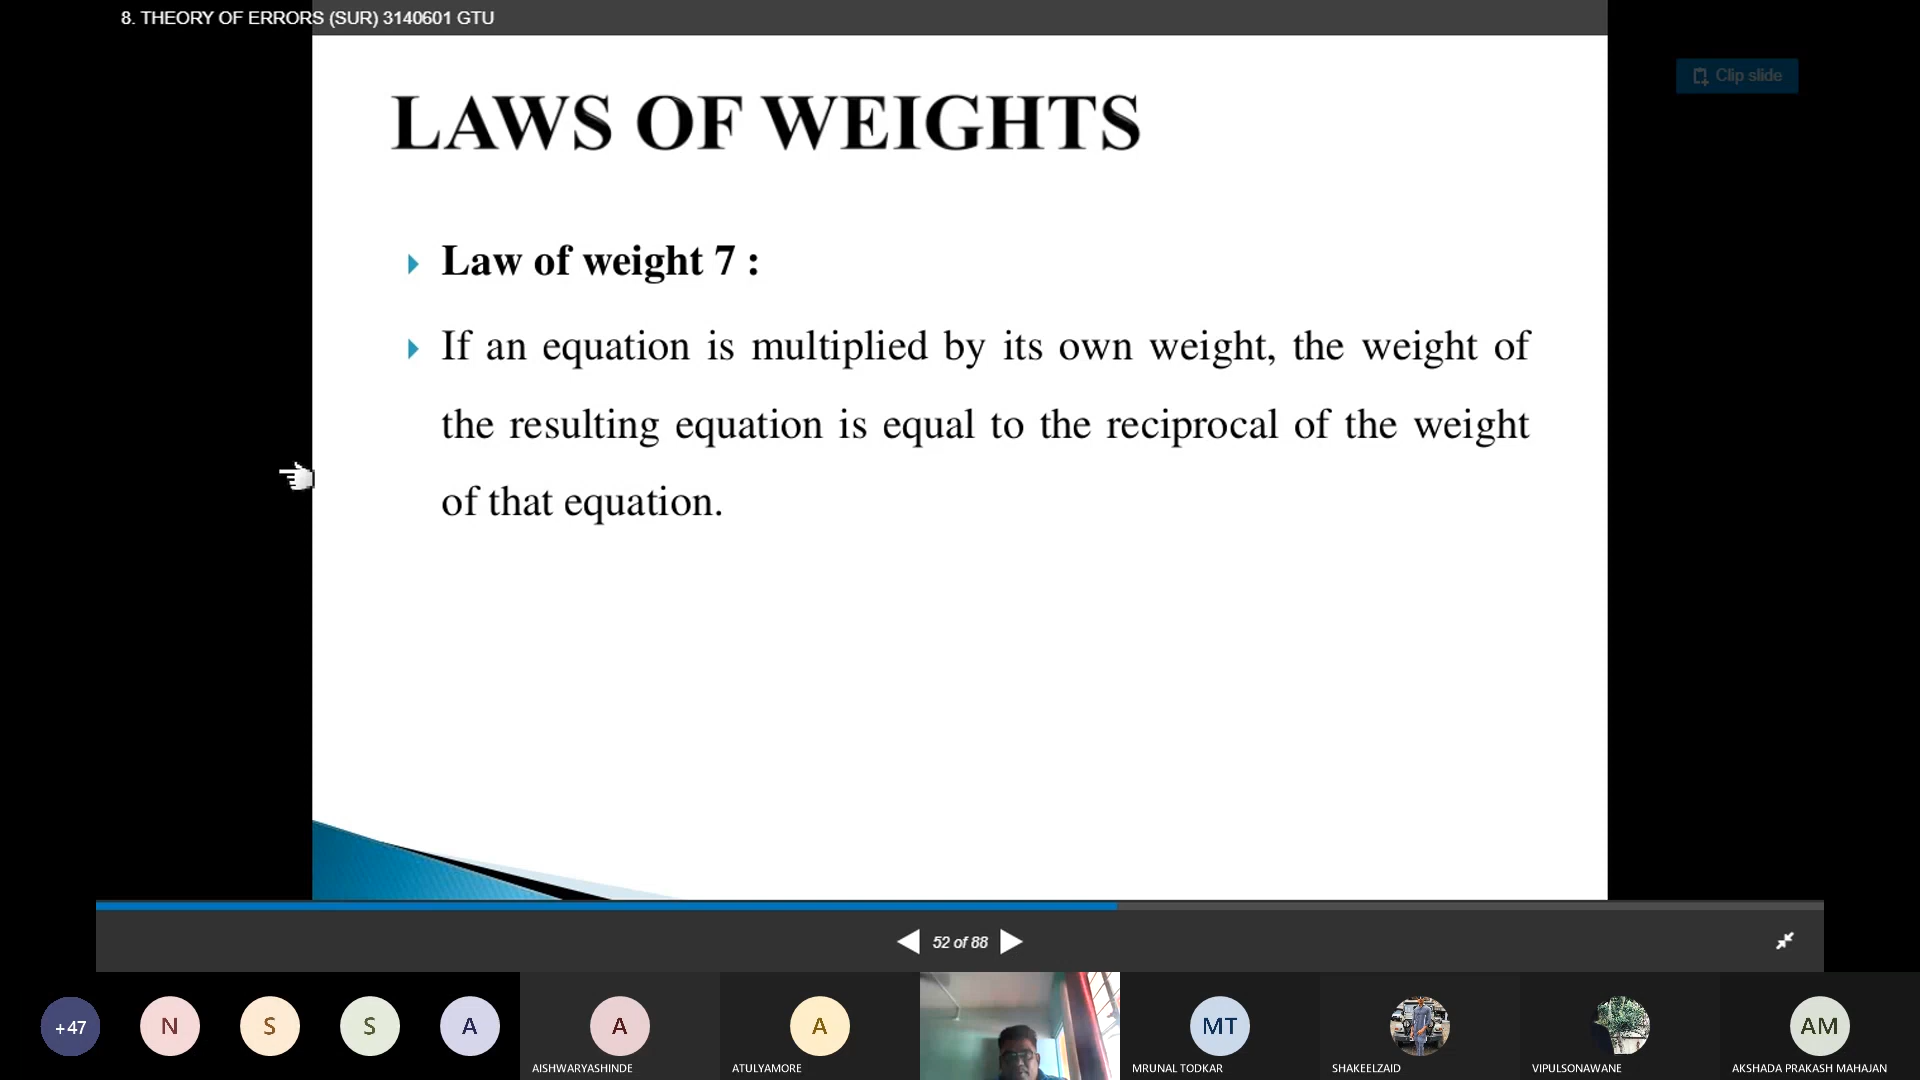 8. THEORY OF ERRORS (SUR) 3140601 GTU
Clip slide
LAWS OF WEIGHTS
Law of weight 7 :
If an equation is multiplied by its own weight, the weight of
the resulting equation is equal to the reciprocal of the weight
of that equation.
52 of 88
+47
N
S
S
A
A
A
MT
AM
AISHWARYASHINDE
ATULYAMORE
MRUNAL TODKAR
SHAKEELZAID
VIPULSONAWANE
AKSHADA PRAKASH MAHAJAN